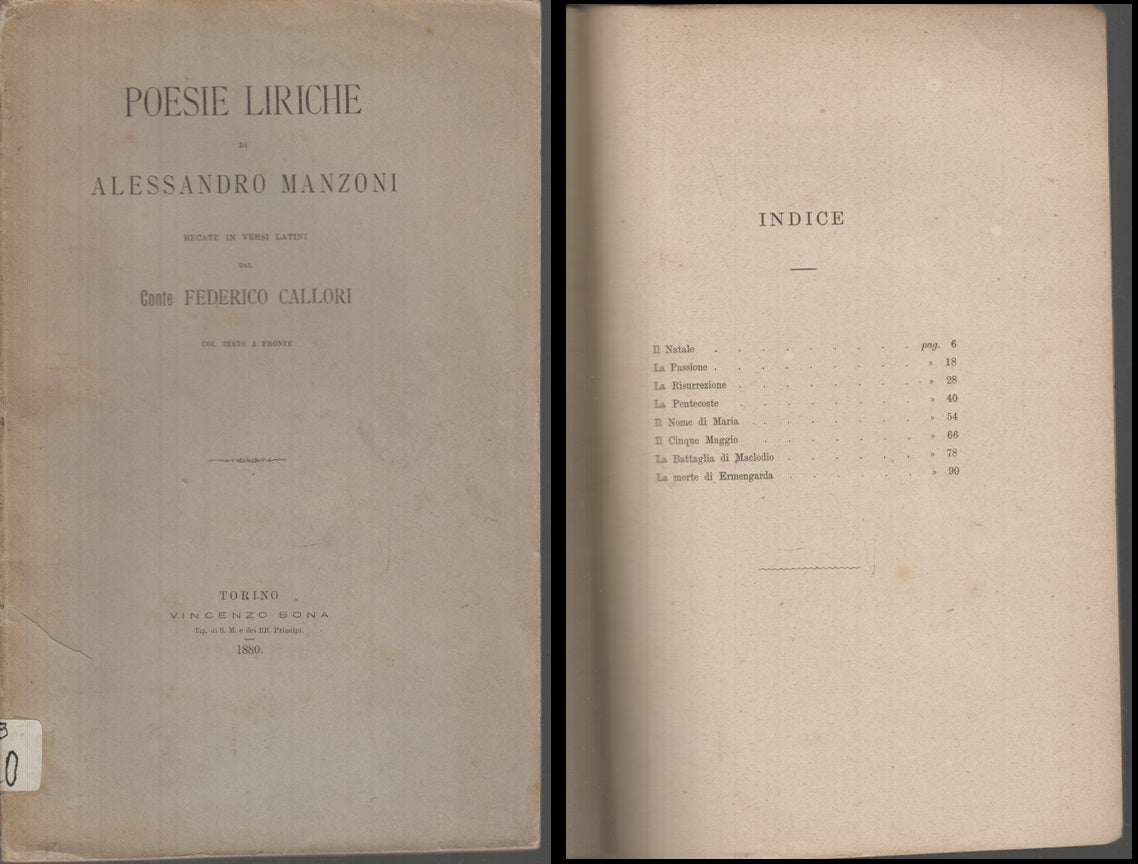 POESIE LIRICHE
DI
ALESSANDRO MANZONI
RECATE IN VERSI LATINI
DAL
Conte FEDERICO CALLORI
COL TESTO A FRONTE
TORINO
VINCENZO BONA
Tip. di S. M. e dei RR. Principi.
1880.
0
INDICE
Il Natale . . . . . . . . . pag. 6
La Passione . . . . . . . . . » 18
La Risurrezione . . . . . . . . » 28
La Pentecoste . . . . . . . . » 40
Il Nome di Maria . . . . . . . » 54
Il Cinque Maggio . . . . . . . » 66
La Battaglia di Maclodio . . . . . . » 78
La morte di Ermengarda . . . . . . » 90